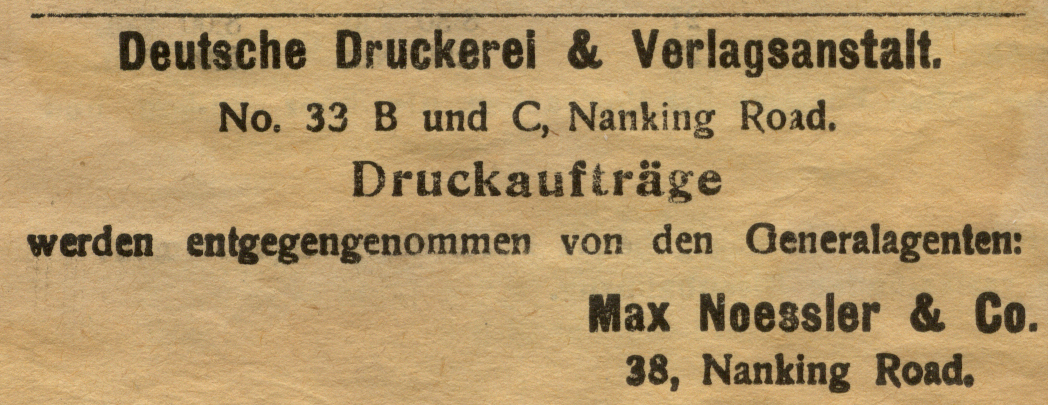 Deutsche Druckerei & Verlagsanstalt.
No. 33 B und C, Nanking Road.
Druckaufträge
werden entgegengenommen von den Generalagenten:
Max Noessler & Co.
38, Nanking Road.